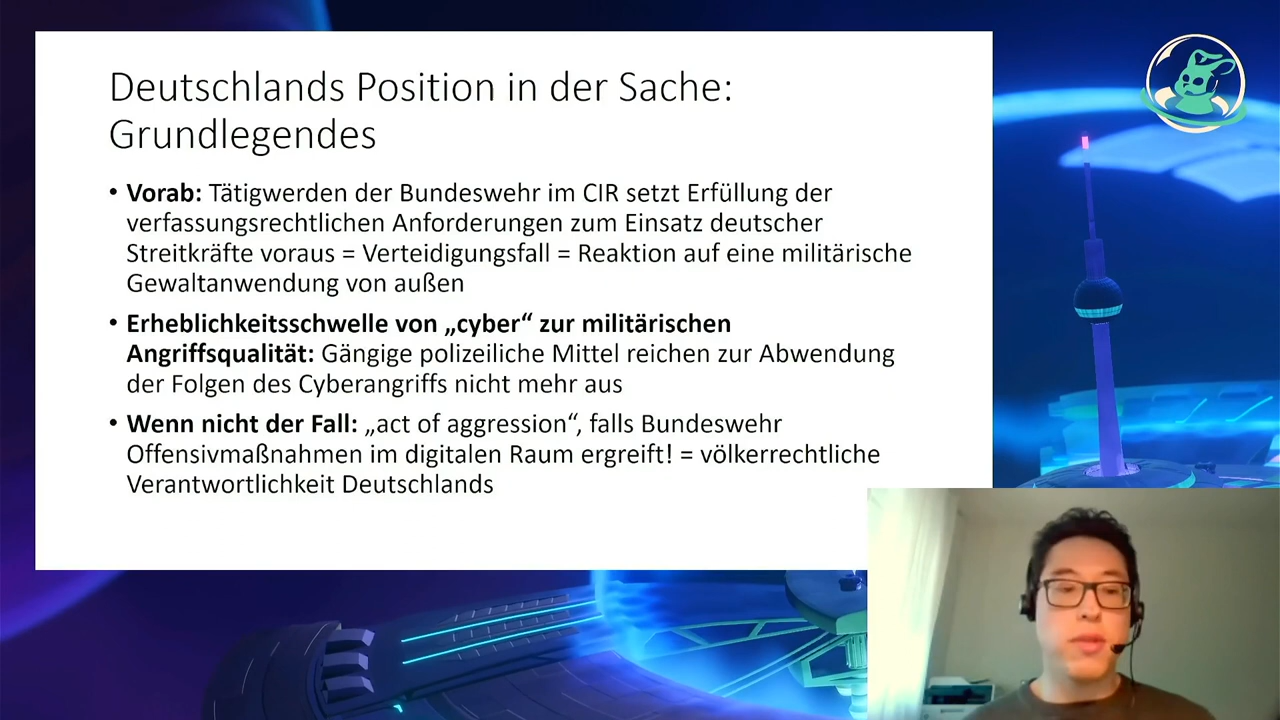 Deutschlands Position in der Sache:
Grundlegendes
• Vorab: Tätigwerden der Bundeswehr im CIR setzt Erfüllung der
verfassungsrechtlichen Anforderungen zum Einsatz deutscher
Streitkräfte voraus = Verteidigungsfall = Reaktion auf eine militärische
Gewaltanwendung von außen
• Erheblichkeitsschwelle von „cyber“ zur militärischen
Angriffsqualität: Gängige polizeiliche Mittel reichen zur Abwendung
der Folgen des Cyberangriffs nicht mehr aus
• Wenn nicht der Fall: „act of aggression“, falls Bundeswehr
Offensivmaßnahmen im digitalen Raum ergreift! = völkerrechtliche
Verantwortlichkeit Deutschlands